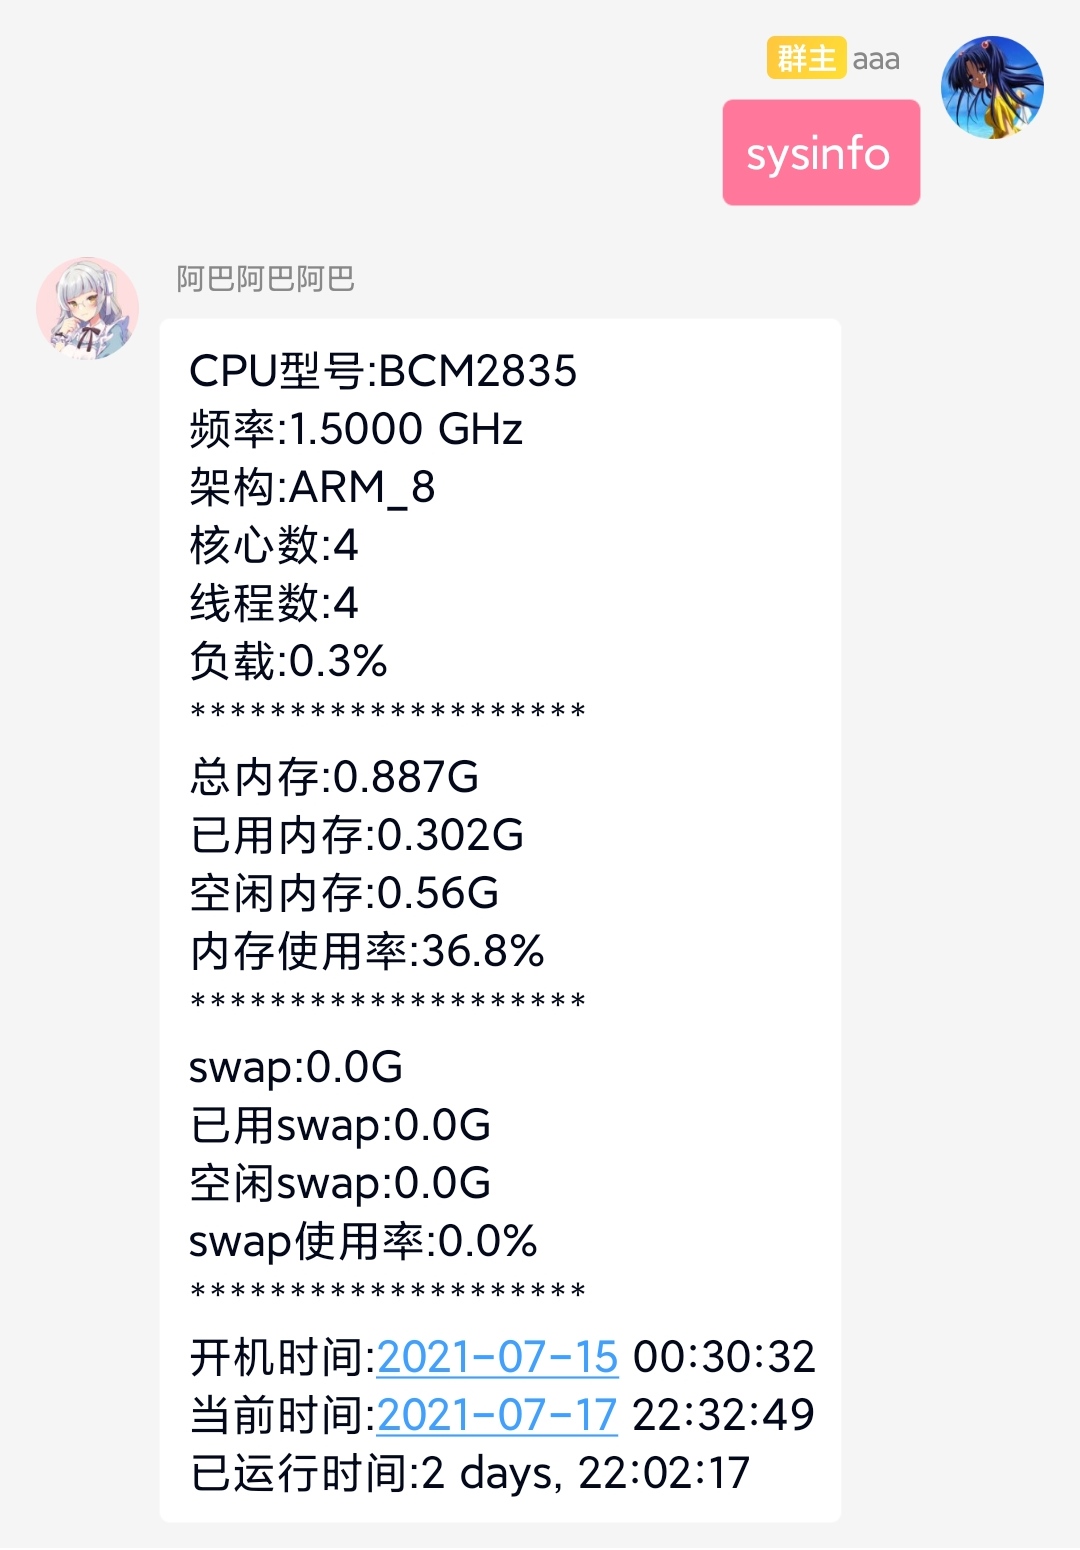 群主 aaa
sysinfo
阿巴阿巴阿巴
CPU型号:BCM2835
频率:1.5000 GHz
架构:ARM_8
核心数:4
线程数:4
负载:0.3%
********************
总内存:0.887G
已用内存:0.302G
空闲内存:0.56G
内存使用率:36.8%
********************
swap:0.0G
已用swap:0.0G
空闲swap:0.0G
swap使用率:0.0%
********************
开机时间:2021-07-15 00:30:32
当前时间:2021-07-17 22:32:49
已运行时间:2 days, 22:02:17